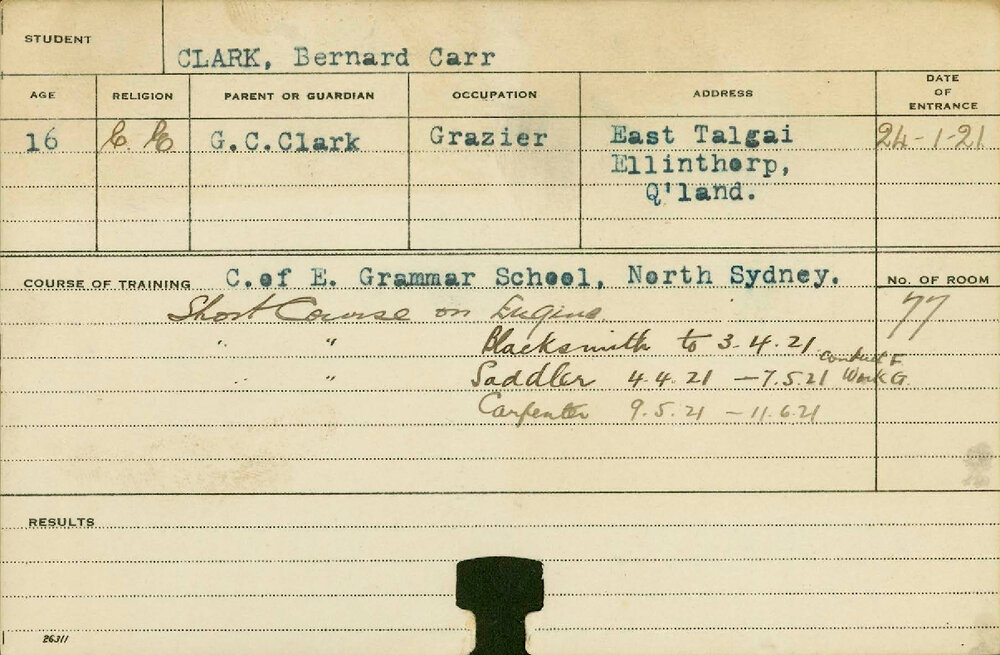 STUDENT CLARK, Bernard Carr
AGE RELIGION PARENT OR GUARDIAN OCCUPATION ADDRESS DATE OF ENTRANCE
16 C. E. G.C.Clark Grazier East Talgai 24-1-21
Ellinthorp,
Q'land.
COURSE OF TRAINING C.of E. Grammar School, North Sydney. No. OF ROOM
Short Course on Engine 77
" " Blacksmith to 3.4.21
" " Saddler 4.4.21 – 7.5.21 Conduct F
Work G.
Carpenter 9.5.21 – 11.6.21
RESULTS
26311